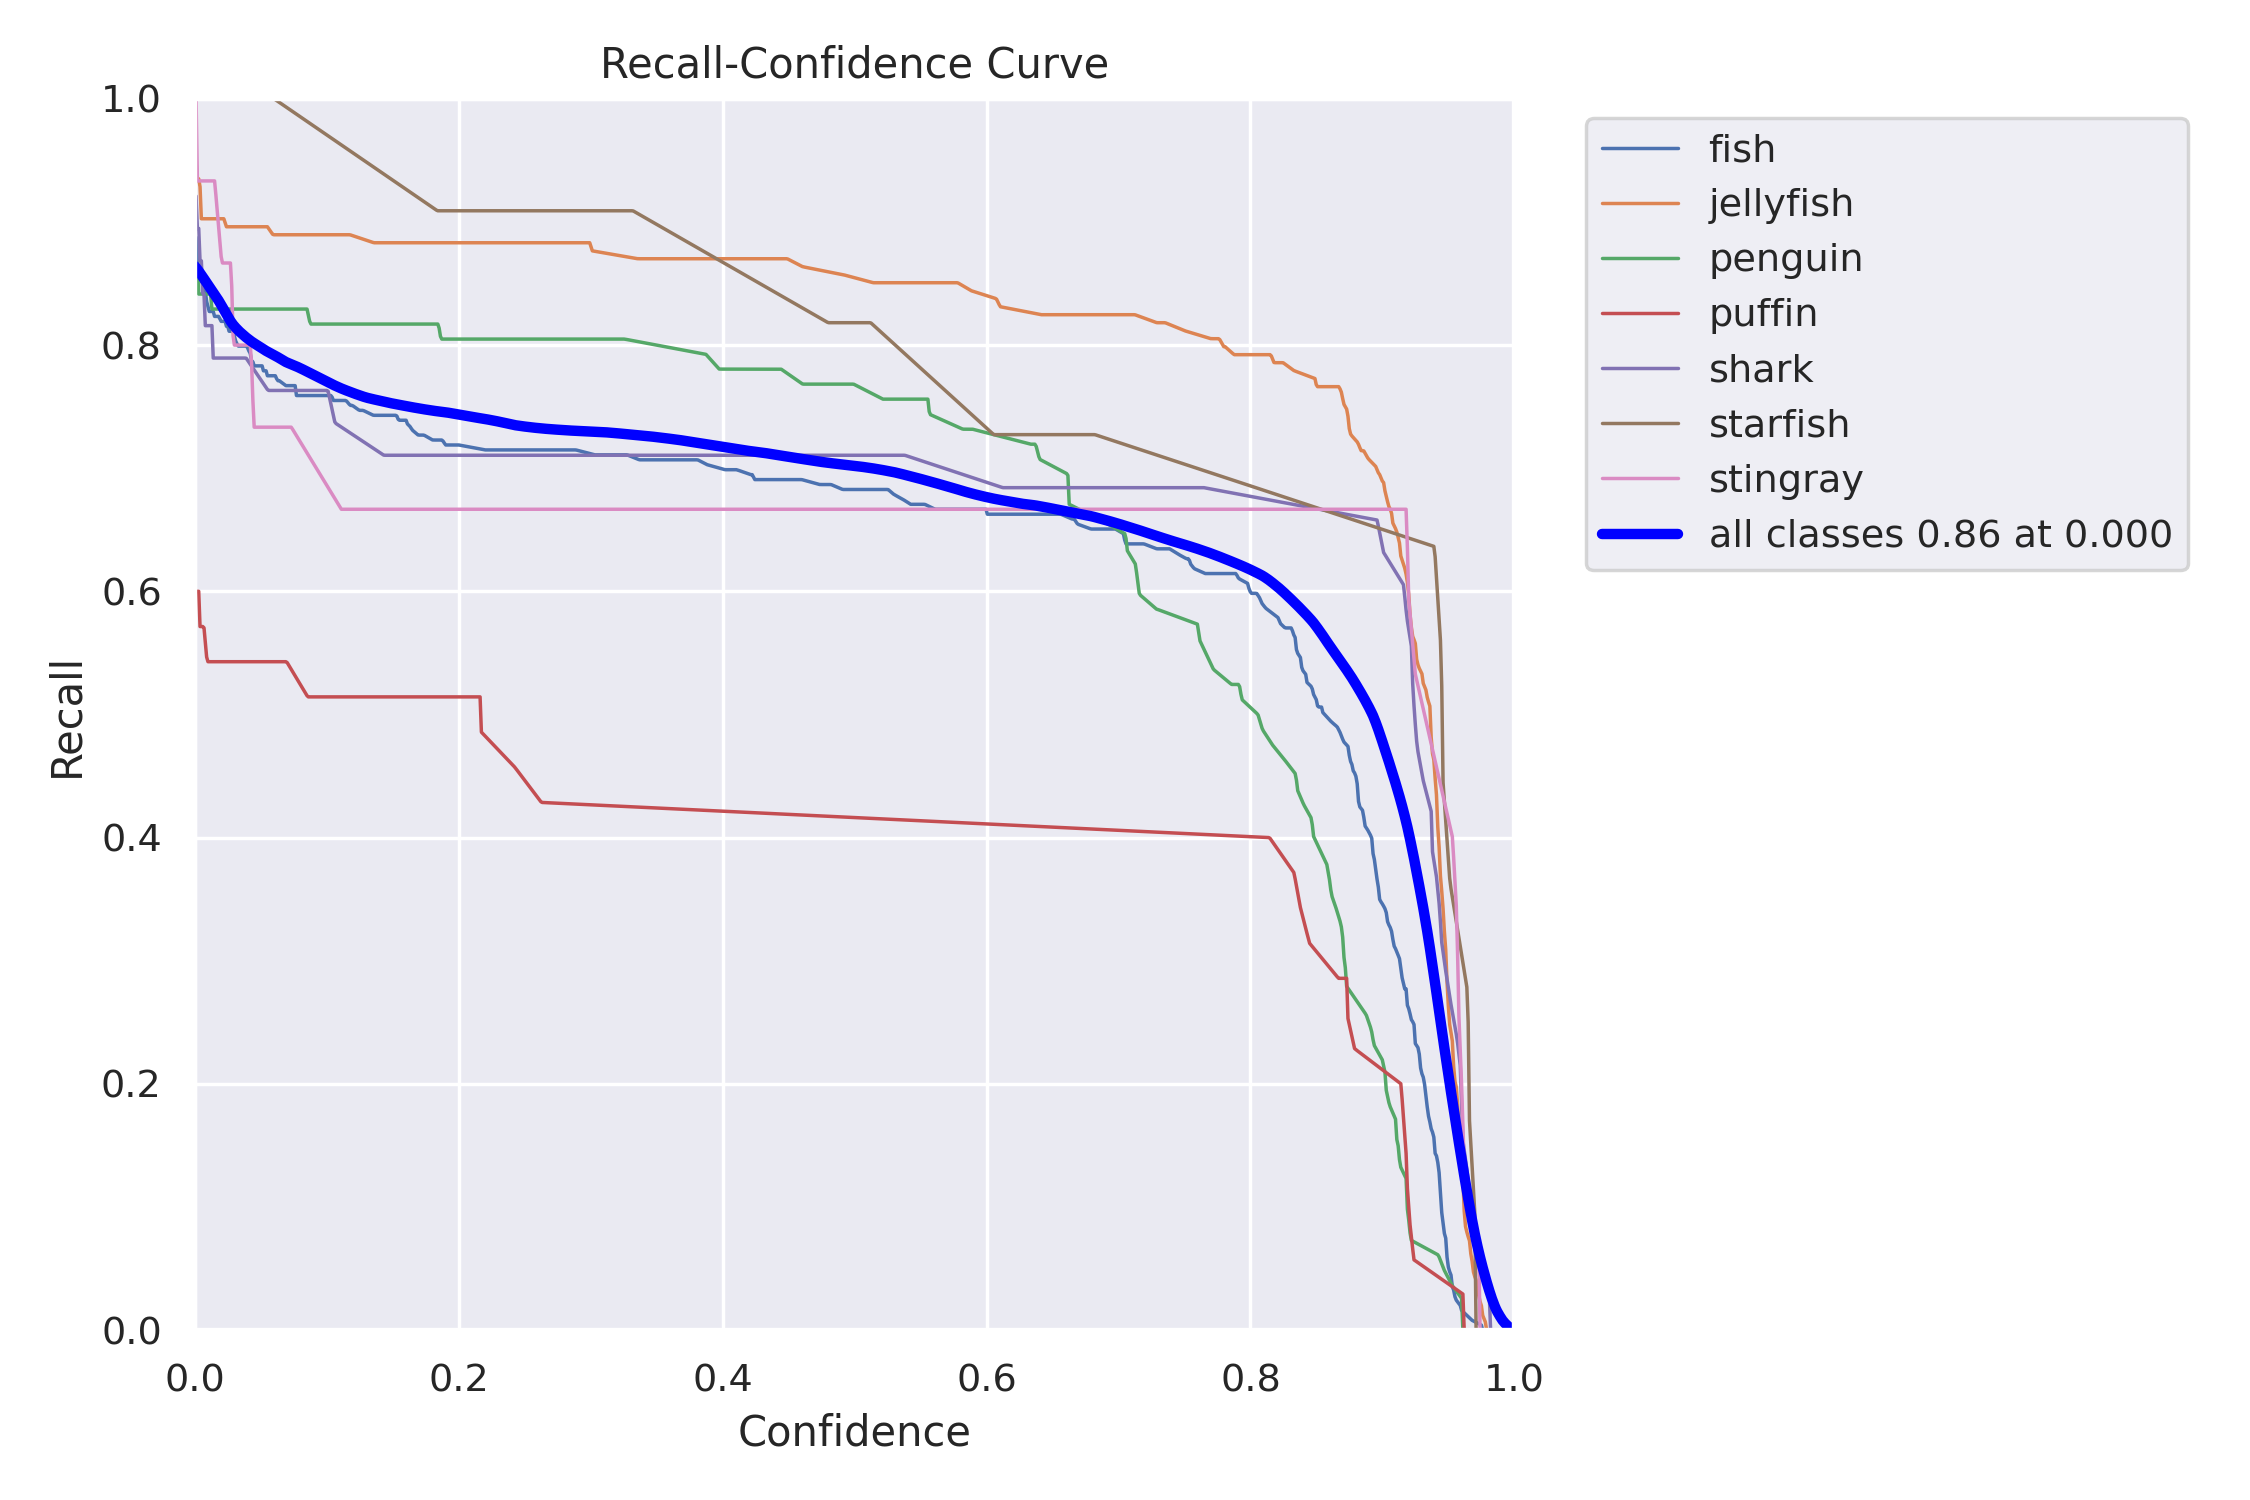 Recall-Confidence Curve
1.0
0.8
0.6
0.4
0.2
0.0
Recall
0.0 0.2 0.4 0.6 0.8 1.0
Confidence
fish
jellyfish
penguin
puffin
shark
starfish
stingray
all classes 0.86 at 0.000